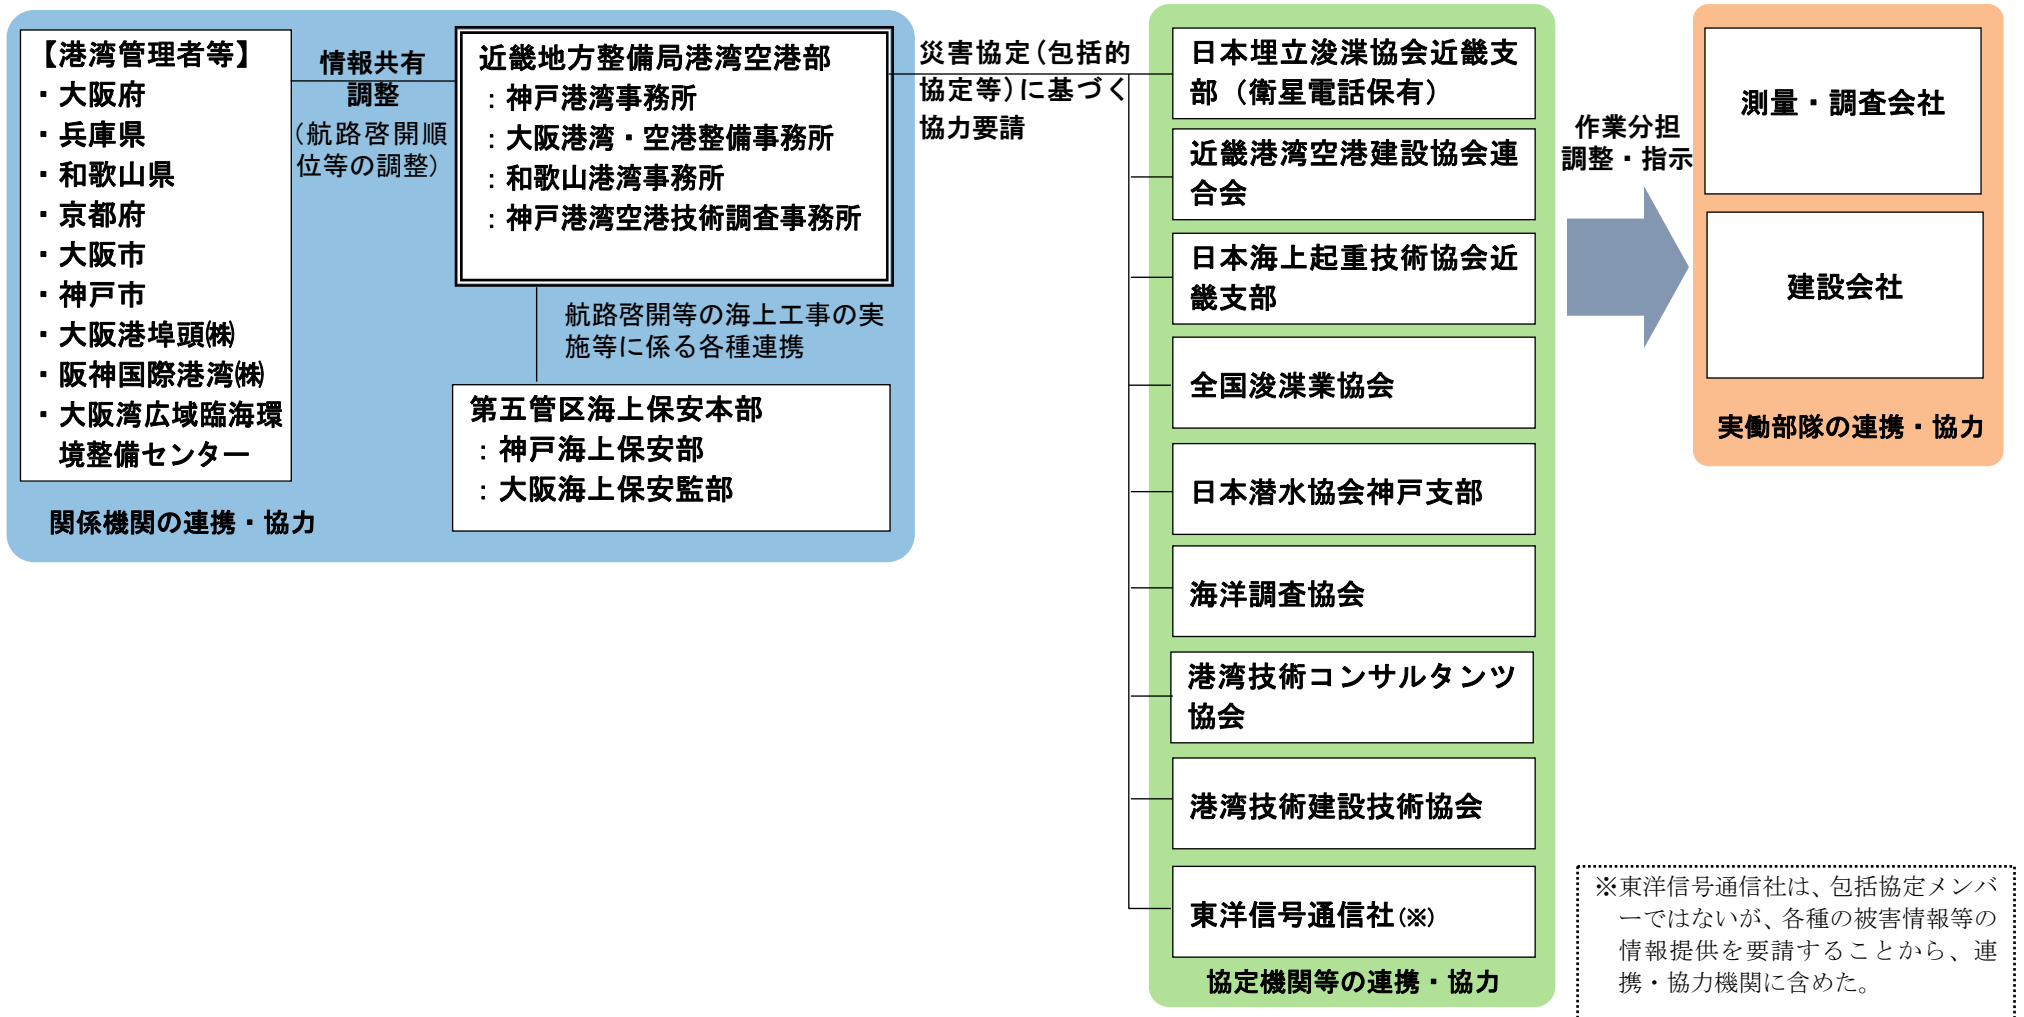 【港湾管理者等】
・大阪府
・兵庫県
・和歌山県
・京都府
・大阪市
・神戸市
・大阪港埠頭㈱
・阪神国際港湾㈱
・大阪湾広域臨海環
境整備センター
情報共有
調整
（航路啓開順
位等の調整）
近畿地方整備局港湾空港部
：神戸港湾事務所
：大阪港湾・空港整備事務所
：和歌山港湾事務所
：神戸港湾空港技術調査事務所
航路啓開等の海上工事の実
施等に係る各種連携
第五管区海上保安本部
：神戸海上保安部
：大阪海上保安監部
関係機関の連携・協力
災害協定（包括的
協定等）に基づく
協力要請
日本埋立浚渫協会近畿支
部（衛星電話保有）
近畿港湾空港建設協会連
合会
日本海上起重技術協会近
畿支部
全国浚渫業協会
日本潜水協会神戸支部
海洋調査協会
港湾技術コンサルタンツ
協会
港湾技術建設技術協会
東洋信号通信社（※）
協定機関等の連携・協力
作業分担
調整・指示
測量・調査会社
建設会社
実働部隊の連携・協力
※東洋信号通信社は、包括協定メンバ
ーではないが、各種の被害情報等の
情報提供を要請することから、連
携・協力機関に含めた。